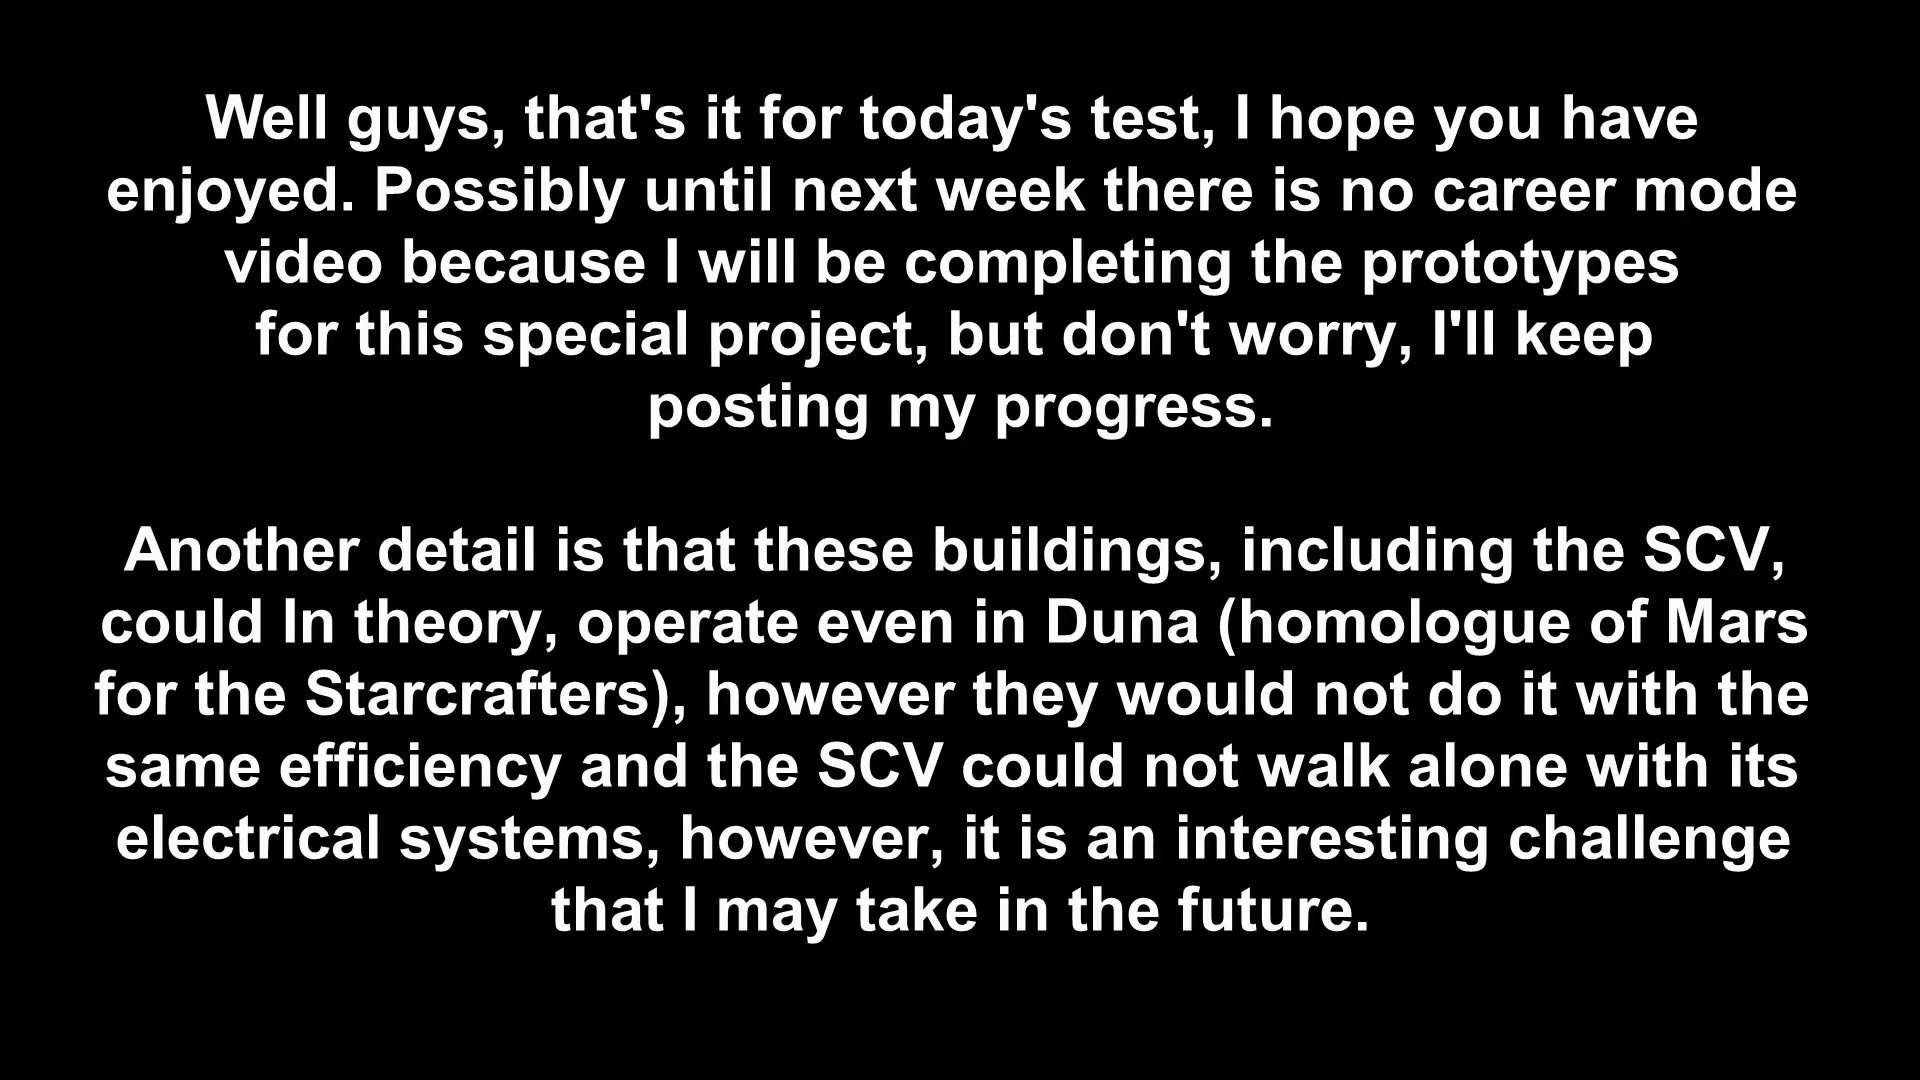 Well guys, that's it for today's test, I hope you have
enjoyed. Possibly until next week there is no career mode
video because I will be completing the prototypes
for this special project, but don't worry, I'll keep
posting my progress.
Another detail is that these buildings, including the SCV,
could In theory, operate even in Duna (homologue of Mars
for the Starcrafters), however they would not do it with the
same efficiency and the SCV could not walk alone with its
electrical systems, however, it is an interesting challenge
that I may take in the future.